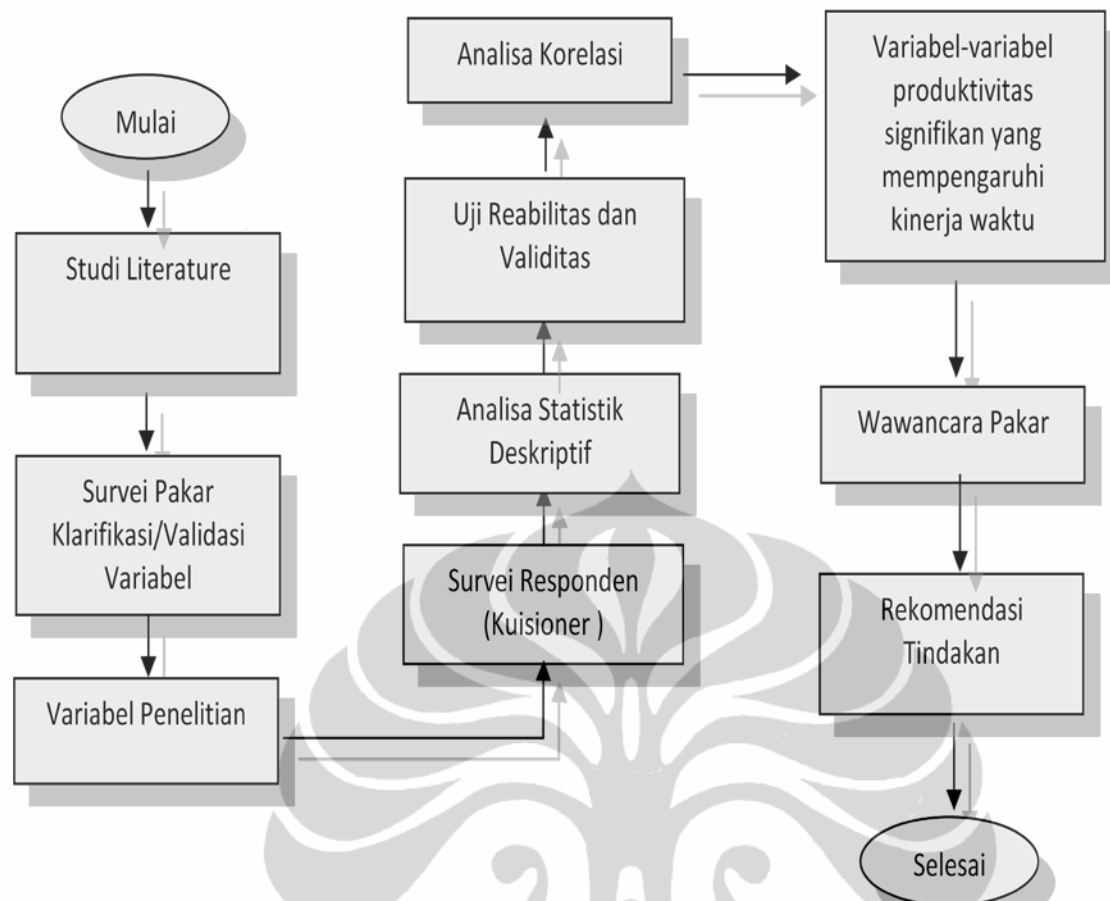 Mulai
Studi Literature
Survei Pakar
Klarifikasi/Validasi
Variabel
Variabel Penelitian
Survei Responden
(Kuisioner )
Analisa Statistik
Deskriptif
Uji Reabilitas dan
Validitas
Analisa Korelasi
Variabel-variabel
produktivitas
signifikan yang
mempengaruhi
kinerja waktu
Wawancara Pakar
Rekomendasi
Tindakan
Selesai